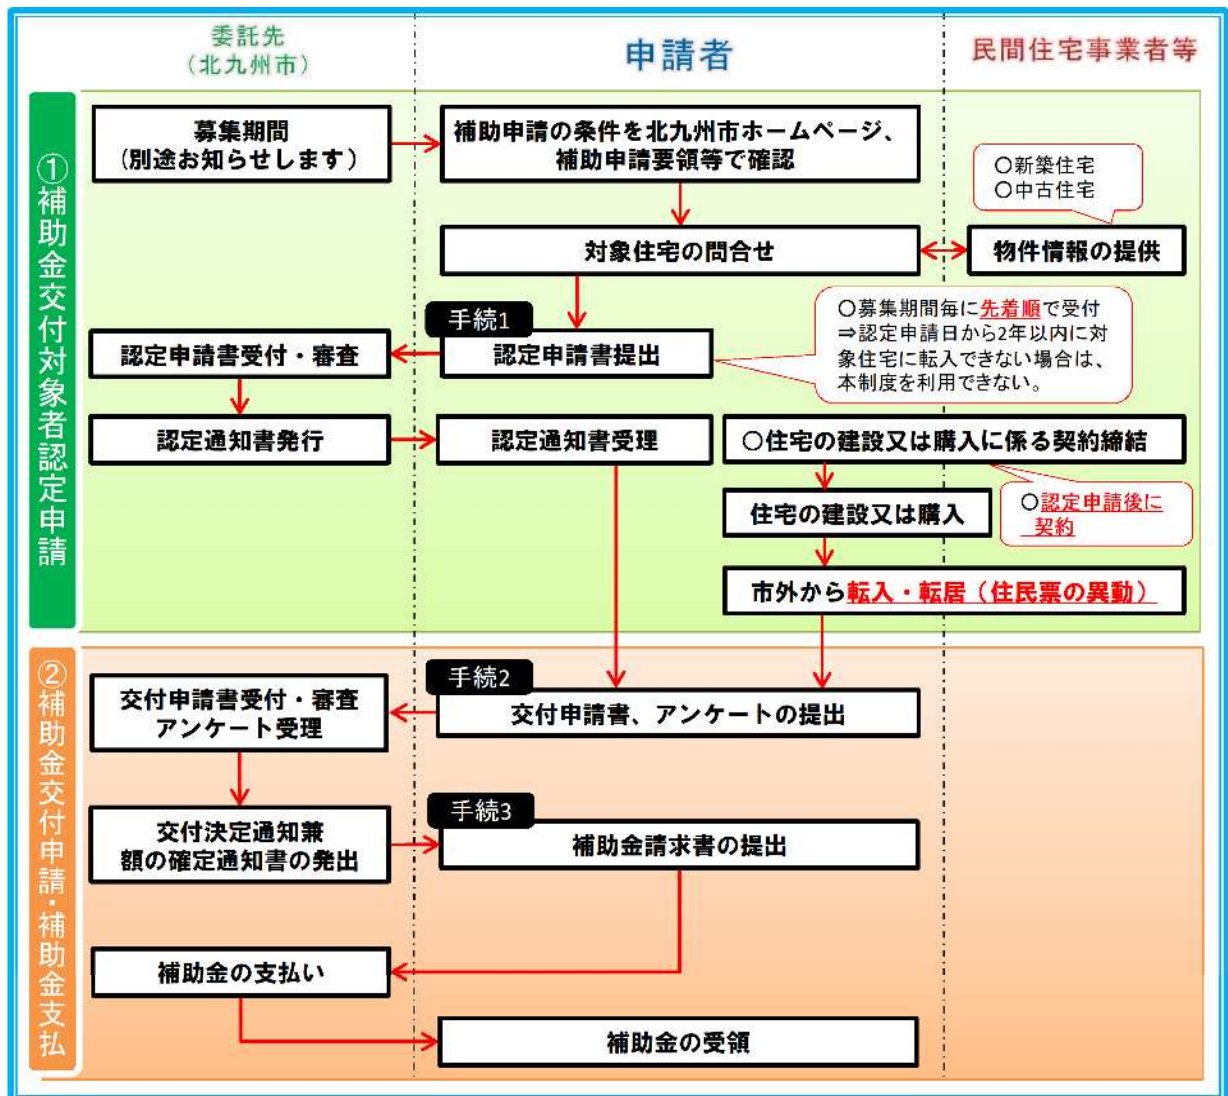 委託先
（北九州市）
申請者
民間住宅事業者等
①補助金交付対象者認定申請
募集期間
（別途お知らせします）
補助申請の条件を北九州市ホームページ、
補助申請要領等で確認
〇新築住宅
〇中古住宅
対象住宅の問合せ
物件情報の提供
手続1
認定申請書提出
〇募集期間毎に先着順で受付
⇒認定申請日から2年以内に対
象住宅に転入できない場合は、
本制度を利用できない。
認定申請書受付・審査
認定通知書発行
認定通知書受理
〇住宅の建設又は購入に係る契約締結
住宅の建設又は購入
〇認定申請後に
契約
市外から転入・転居（住民票の異動）
②補助金交付申請・補助金支払
交付申請書受付・審査
アンケート受理
手続2
交付申請書、アンケートの提出
交付決定通知兼
額の確定通知書の発出
手続3
補助金請求書の提出
補助金の支払い
補助金の受領